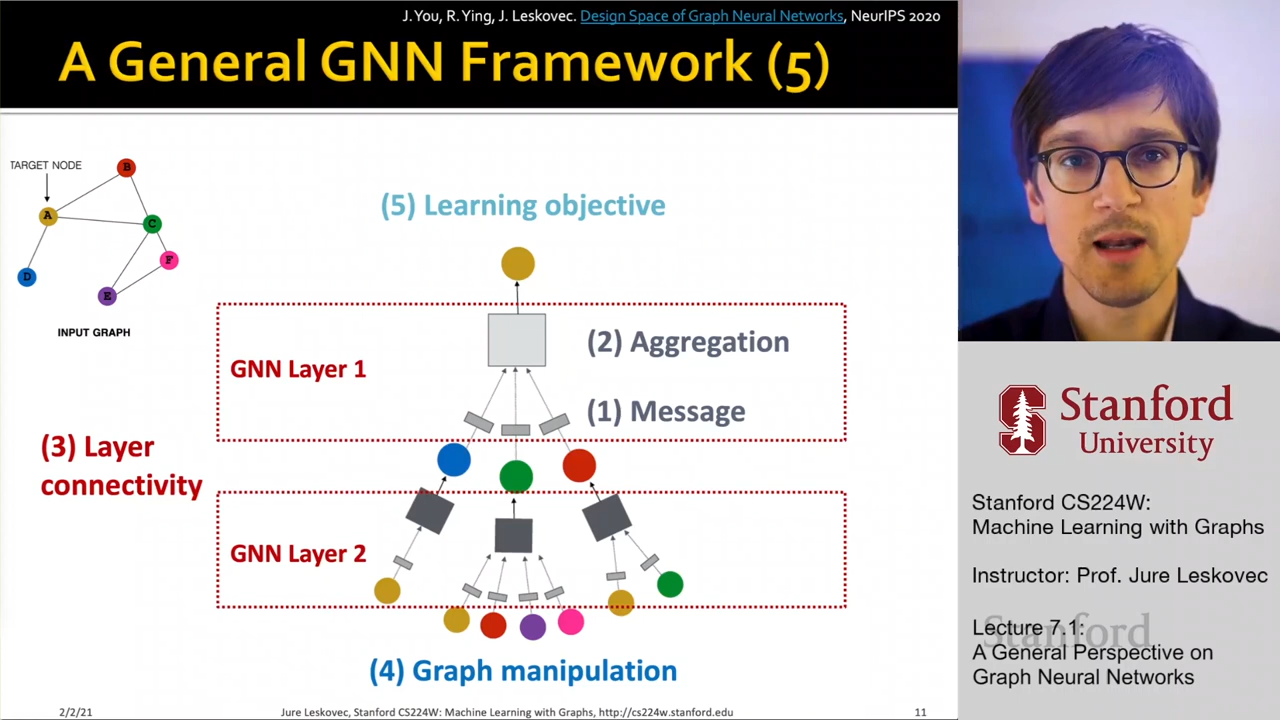 J. You, R. Ying, J. Leskovec. Design Space of Graph Neural Networks, NeurIPS 2020
A General GNN Framework (5)
TARGET NODE
B
A
C
F
D
E
INPUT GRAPH
(5) Learning objective
(2) Aggregation
GNN Layer 1
(1) Message
(3) Layer
connectivity
GNN Layer 2
(4) Graph manipulation
2/2/21
Jure Leskovec, Stanford CS224W: Machine Learning with Graphs, http://cs224w.stanford.edu
11
Stanford
University
Stanford CS224W:
Machine Learning with Graphs
Instructor: Prof. Jure Leskovec
Stanford
Lecture 7.1:
A General Perspective on
Graph Neural Networks